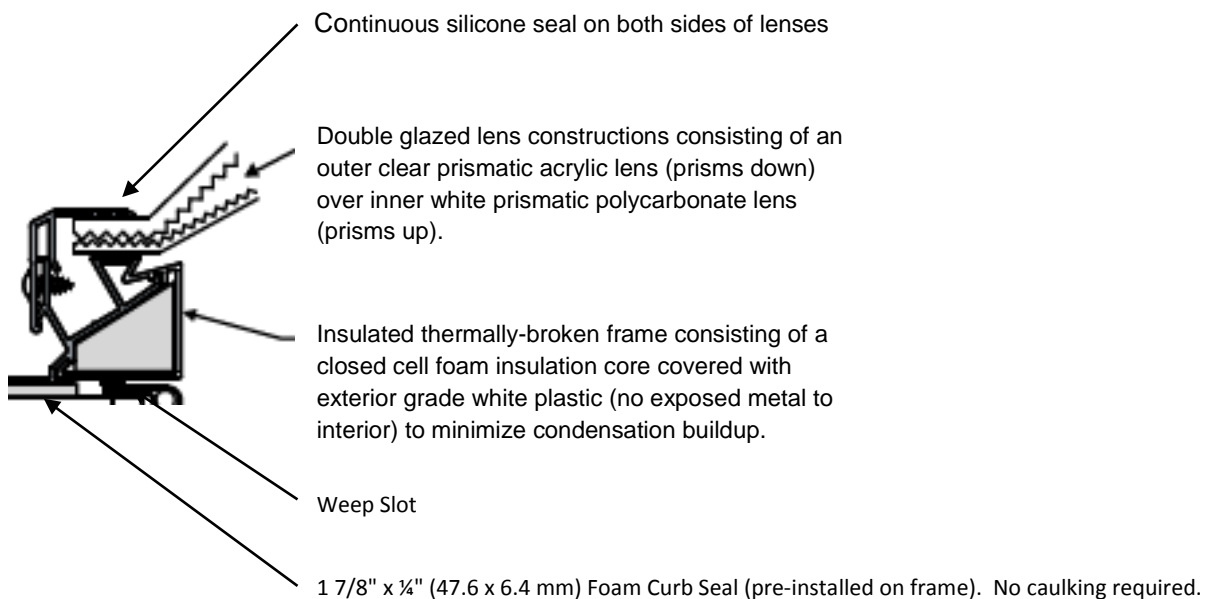 Continuous silicone seal on both sides of lenses
Double glazed lens constructions consisting of an
outer clear prismatic acrylic lens (prisms down)
over inner white prismatic polycarbonate lens
(prisms up).
Insulated thermally-broken frame consisting of a
closed cell foam insulation core covered with
exterior grade white plastic (no exposed metal to
interior) to minimize condensation buildup.
Weep Slot
1 7/8" x ¼" (47.6 x 6.4 mm) Foam Curb Seal (pre-installed on frame).  No caulking required.